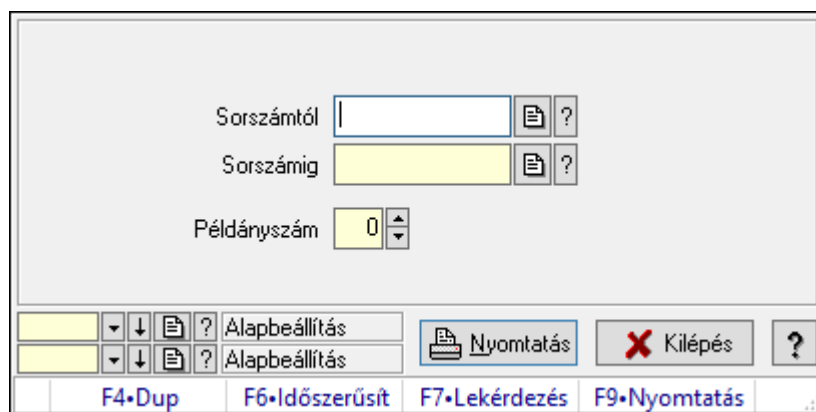 Sorszámtól ?
Sorszámig ?
Példányszám 0
? Alapbeállítás
? Alapbeállítás
Nyomtatás Kilépés ?
F4•Dup F6•Időszerűsít F7•Lekérdezés F9•Nyomtatás